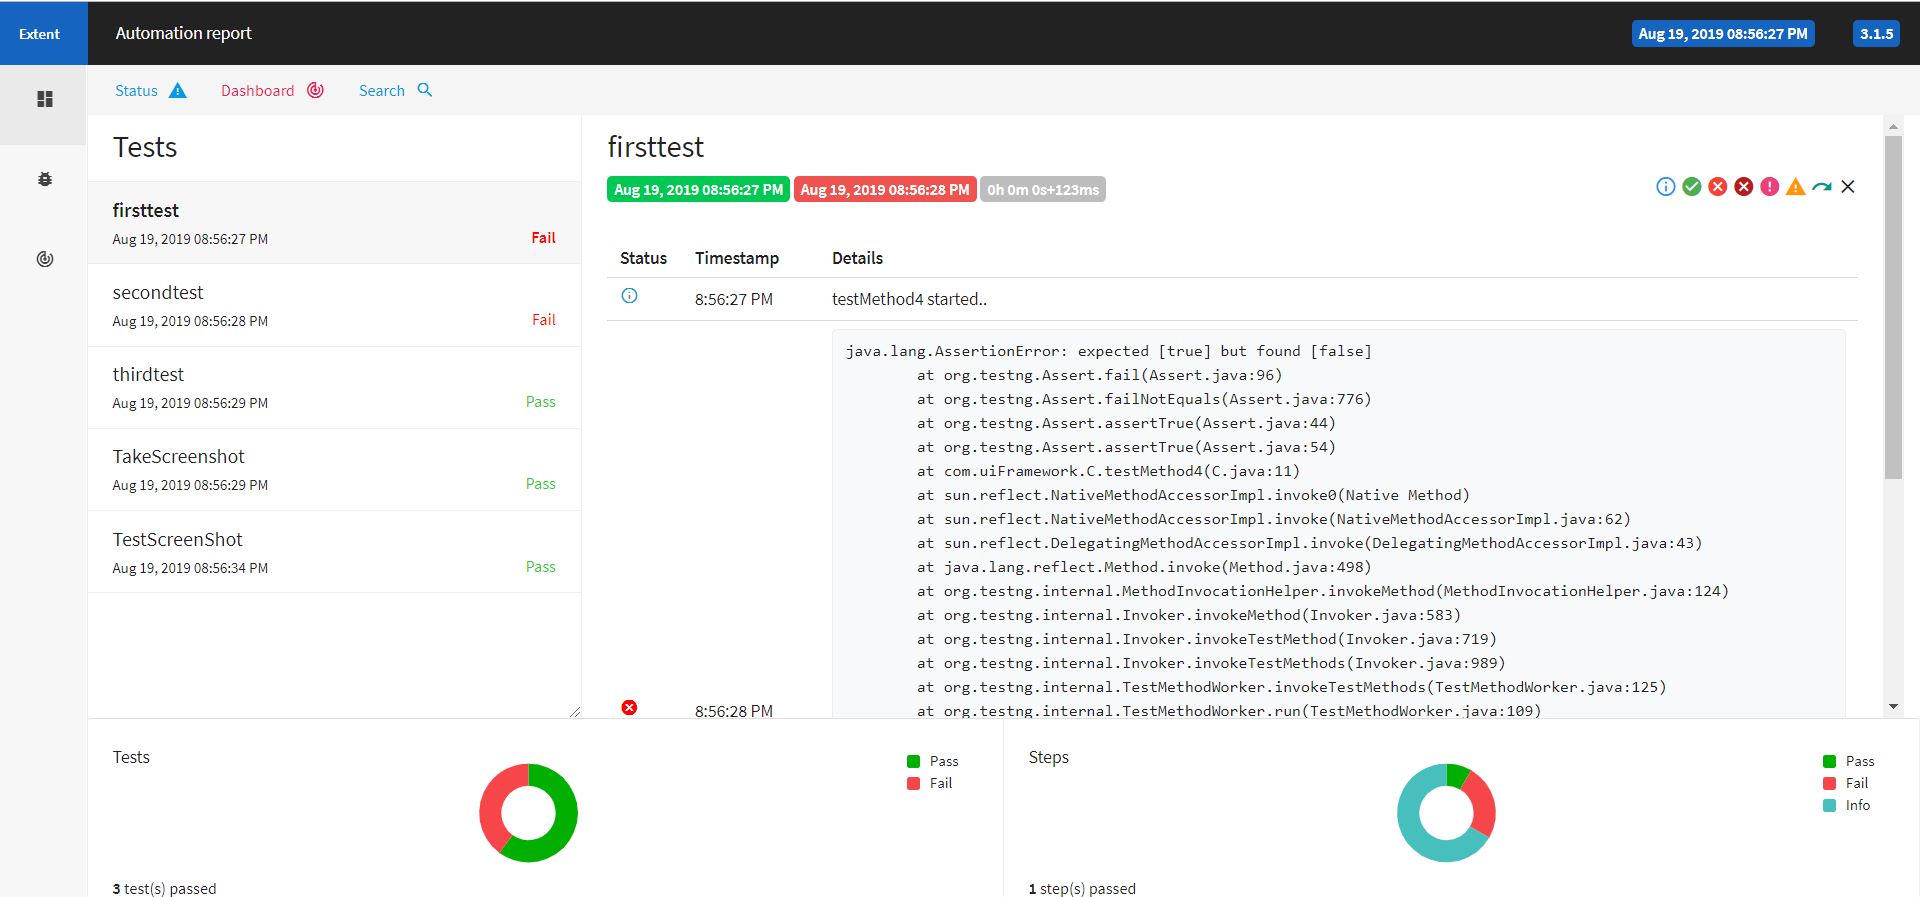 Extent
Automation report
Aug 19, 2019 08:56:27 PM
3.1.5
Status
Dashboard
Search
Tests
firsttest
Aug 19, 2019 08:56:27 PM
Fail
secondtest
Aug 19, 2019 08:56:28 PM
Fail
thirdtest
Aug 19, 2019 08:56:29 PM
Pass
TakeScreenshot
Aug 19, 2019 08:56:29 PM
Pass
TestScreenShot
Aug 19, 2019 08:56:34 PM
Pass
firsttest
Aug 19, 2019 08:56:27 PM Aug 19, 2019 08:56:28 PM 0h 0m 0s+123ms
Status Timestamp Details
8:56:27 PM testMethod4 started..
java.lang.AssertionError: expected [true] but found [false]
at org.testng.Assert.fail(Assert.java:96)
at org.testng.Assert.failNotEquals(Assert.java:776)
at org.testng.Assert.assertTrue(Assert.java:44)
at org.testng.Assert.assertTrue(Assert.java:54)
at com.uiFramework.C.testMethod4(C.java:11)
at sun.reflect.NativeMethodAccessorImpl.invoke0(Native Method)
at sun.reflect.NativeMethodAccessorImpl.invoke(NativeMethodAccessorImpl.java:62)
at sun.reflect.DelegatingMethodAccessorImpl.invoke(DelegatingMethodAccessorImpl.java:43)
at java.lang.reflect.Method.invoke(Method.java:498)
at org.testng.internal.MethodInvocationHelper.invokeMethod(MethodInvocationHelper.java:124)
at org.testng.internal.Invoker.invokeMethod(Invoker.java:583)
at org.testng.internal.Invoker.invokeTestMethod(Invoker.java:719)
at org.testng.internal.Invoker.invokeTestMethods(Invoker.java:989)
at org.testng.internal.TestMethodWorker.invokeTestMethods(TestMethodWorker.java:125)
at org.testng.internal.TestMethodWorker.run(TestMethodWorker.java:109)
8:56:28 PM
Tests
Pass
Fail
3 test(s) passed
Steps
Pass
Fail
Info
1 step(s) passed